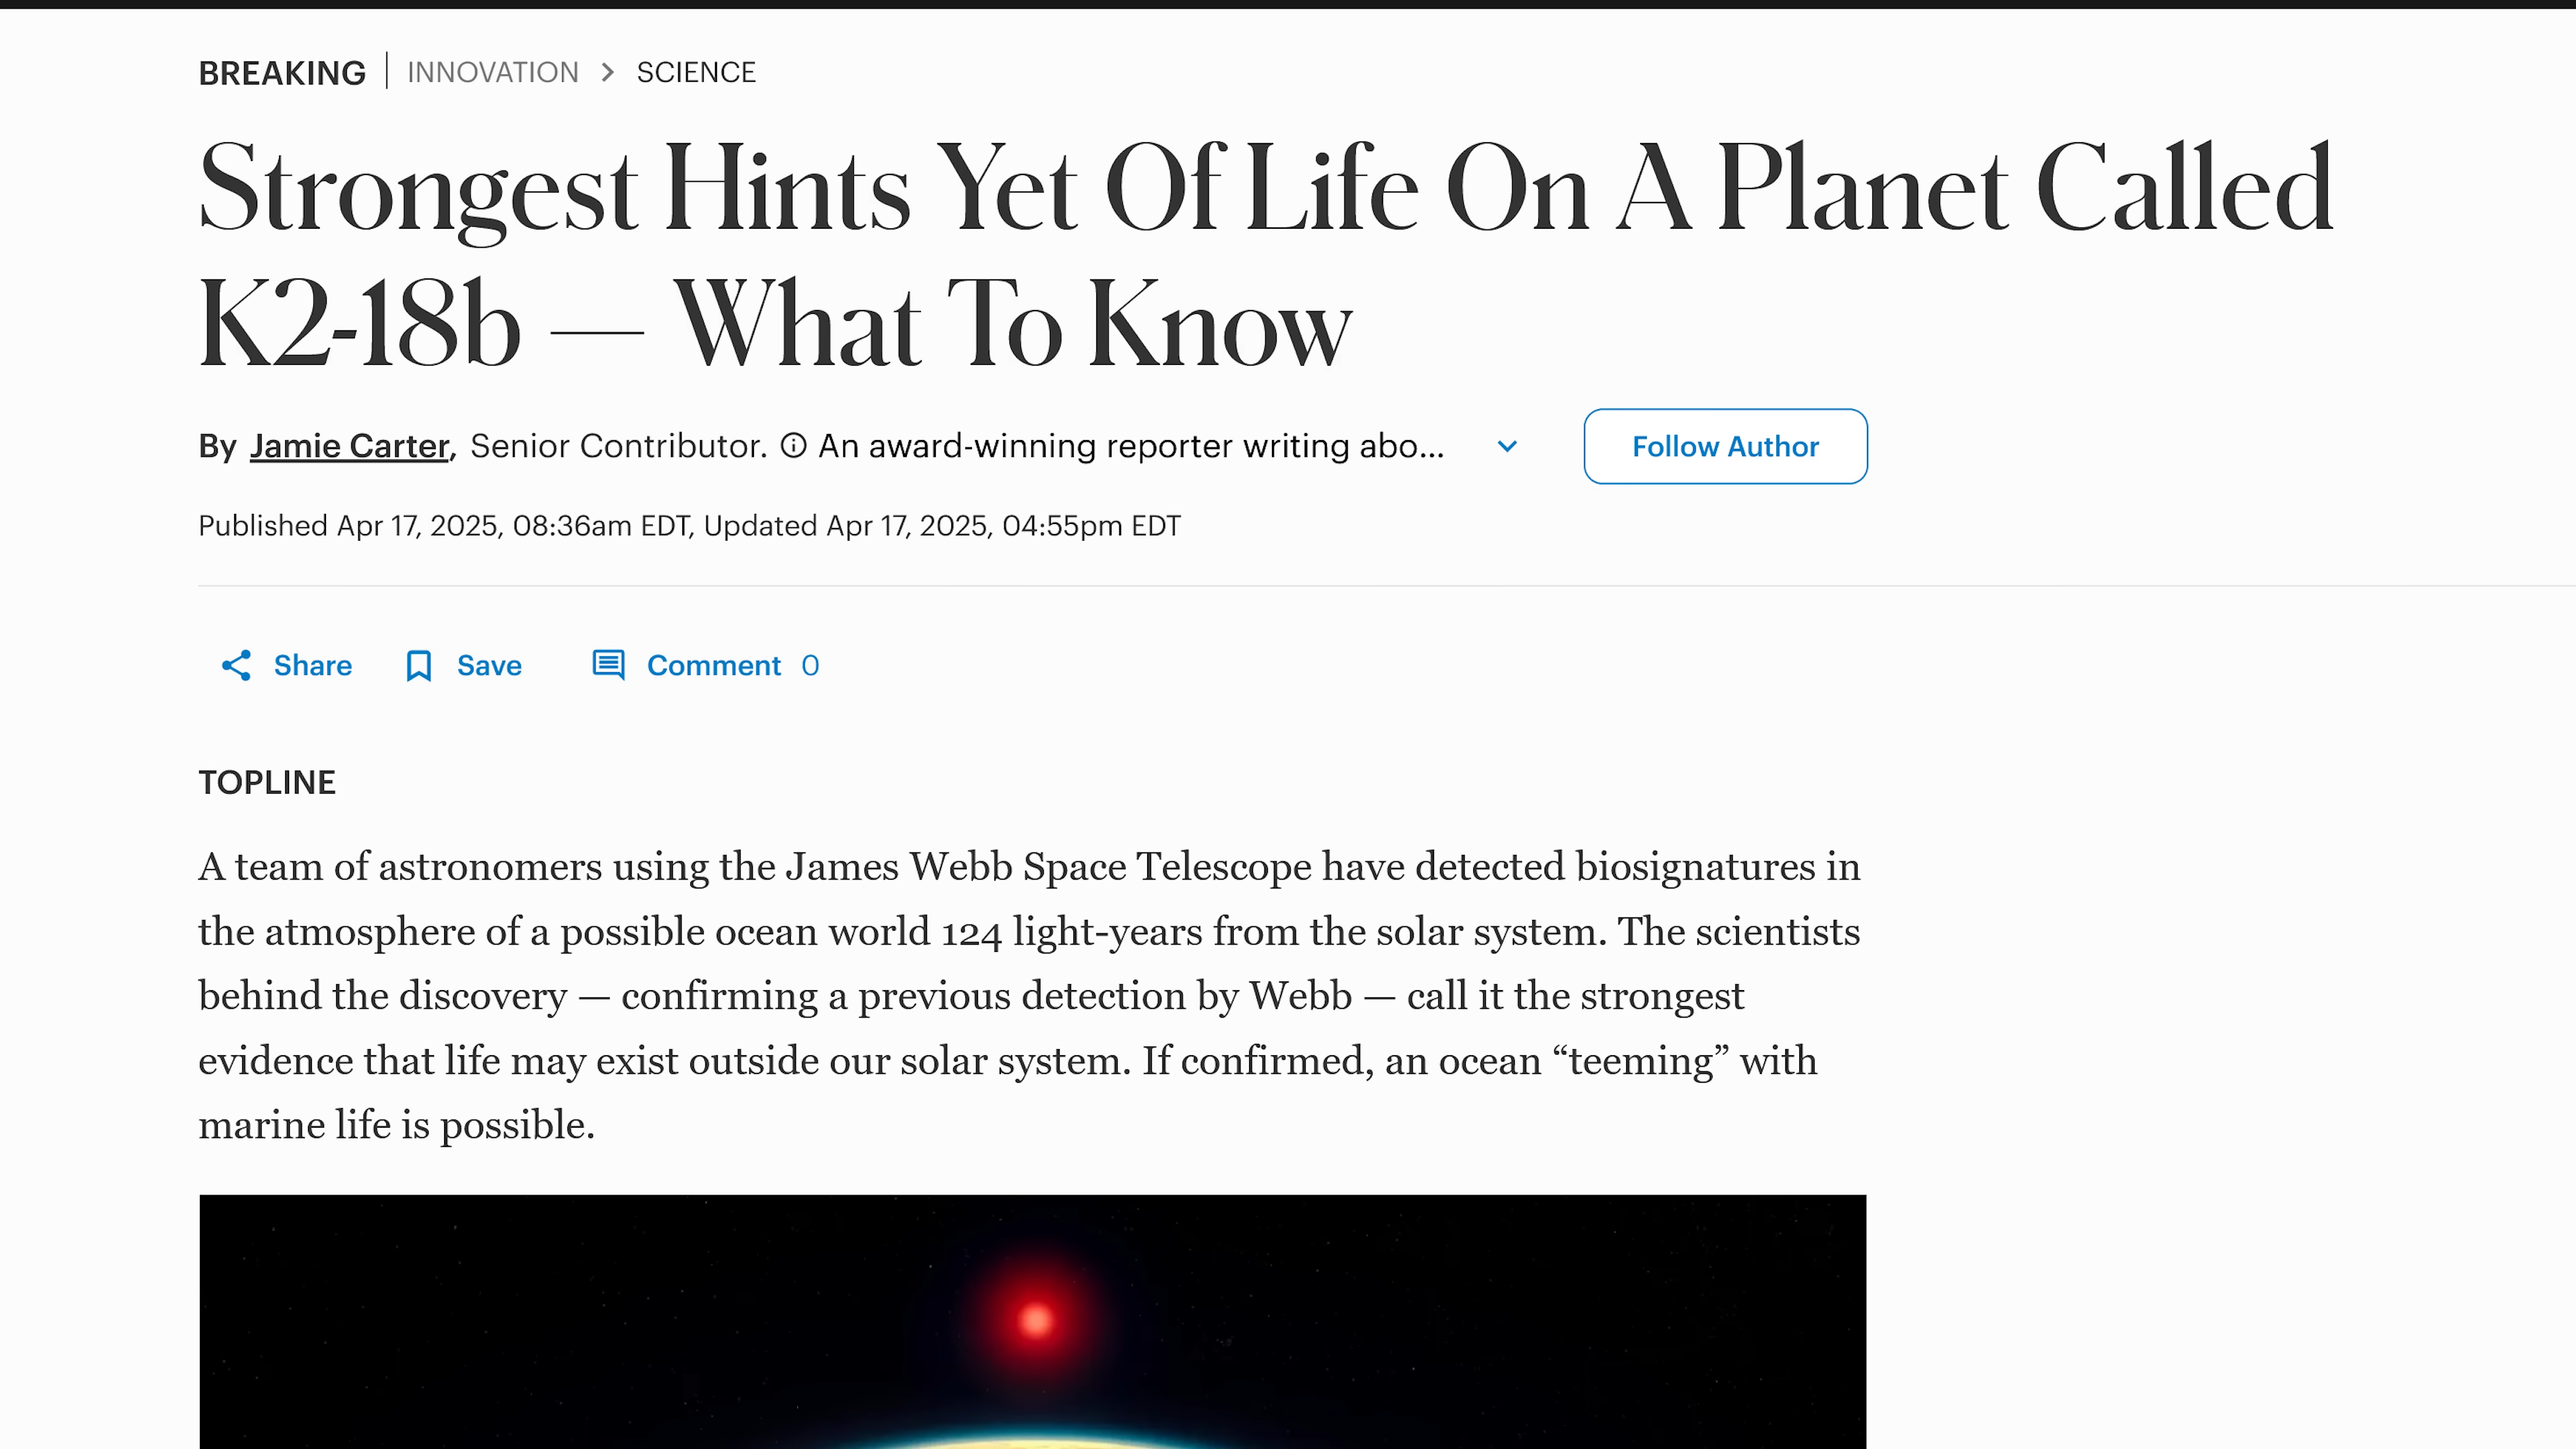 BREAKING | INNOVATION > SCIENCE
Strongest Hints Yet Of Life On A Planet Called
K2-18b — What To Know
By Jamie Carter, Senior Contributor. An award-winning reporter writing abo...
Follow Author
Published Apr 17, 2025, 08:36am EDT, Updated Apr 17, 2025, 04:55pm EDT
Share Save Comment 0
TOPLINE
A team of astronomers using the James Webb Space Telescope have detected biosignatures in
the atmosphere of a possible ocean world 124 light-years from the solar system. The scientists
behind the discovery — confirming a previous detection by Webb — call it the strongest
evidence that life may exist outside our solar system. If confirmed, an ocean “teeming” with
marine life is possible.